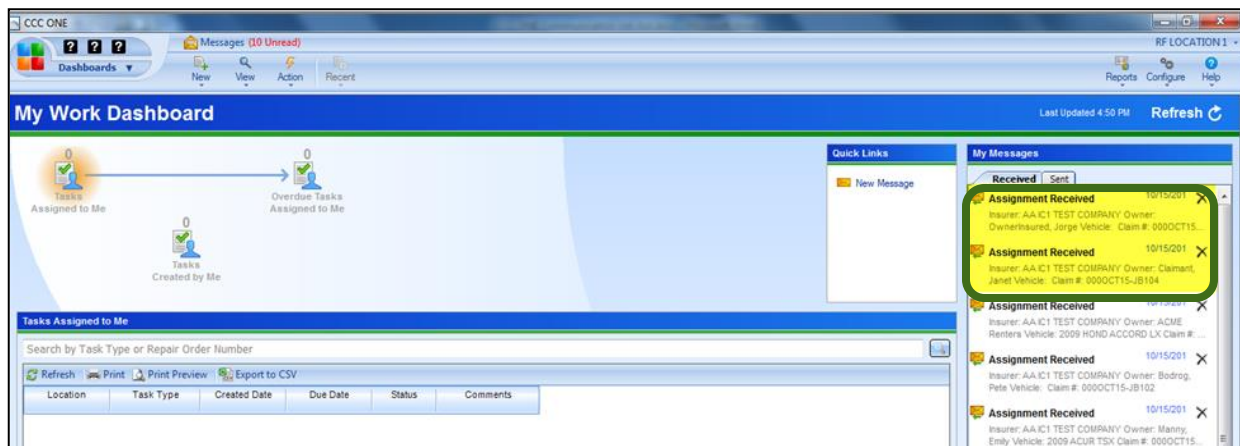 CCC ONE
? ? ?
Messages (10 Unread)
RF LOCATION 1
Dashboards
New View Action Recent
Reports Configure Help
My Work Dashboard
Last Updated 4:50 PM Refresh
0
Tasks
Assigned to Me
0
Overdue Tasks
Assigned to Me
0
Tasks
Created by Me
Quick Links
New Message
My Messages
Received Sent
Assignment Received 10/15/201
Insurer: AA IC1 TEST COMPANY Owner:
OwnerInsured, Jorge Vehicle: Claim #: 000OCT15...
Assignment Received 10/15/201
Insurer: AA IC1 TEST COMPANY Owner: Claimant,
Janet Vehicle: Claim #: 000OCT15-JB104
Assignment Received 10/15/201
Insurer: AA IC1 TEST COMPANY Owner: ACME
Renters Vehicle: 2009 HOND ACCORD LX Claim #: ...
Assignment Received 10/15/201
Insurer: AA IC1 TEST COMPANY Owner: Bodrog,
Pete Vehicle: Claim #: 000OCT15-JB102
Assignment Received 10/15/201
Insurer: AA IC1 TEST COMPANY Owner: Manny,
Emily Vehicle: 2009 ACUR TSX Claim #: 000OCT15...
Tasks Assigned to Me
Search by Task Type or Repair Order Number
Refresh Print Print Preview Export to CSV
Location Task Type Created Date Due Date Status Comments